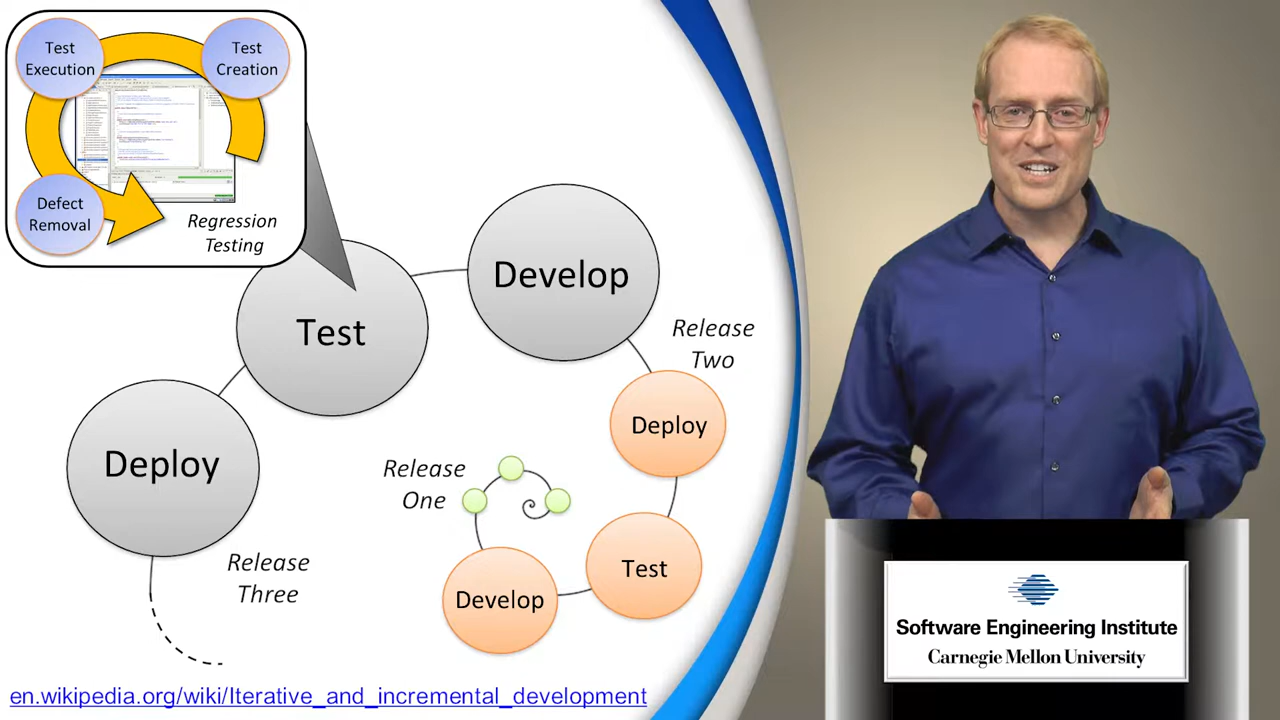 Test
Execution
Test
Creation
Defect
Removal
Regression
Testing
Develop
Test
Deploy
Release
Two
Deploy
Release
One
Test
Develop
Release
Three
en.wikipedia.org/wiki/Iterative_and_incremental_development
Software Engineering Institute
Carnegie Mellon University